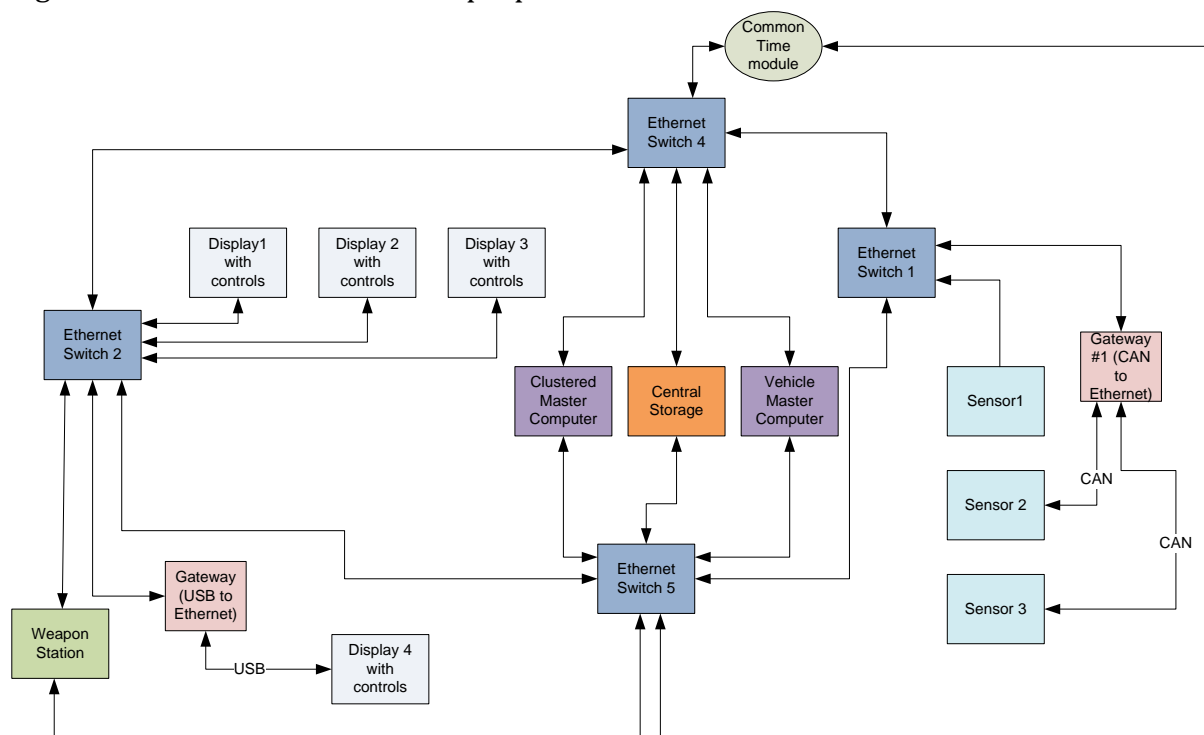 Common
Time
module
Ethernet
Switch 4
Ethernet
Switch 1
Display1
with
controls
Display 2
with
controls
Display 3
with
controls
Ethernet
Switch 2
Clustered
Master
Computer
Central
Storage
Vehicle
Master
Computer
Gateway
#1 (CAN
to
Ethernet)
Sensor1
CAN
Sensor 2
CAN
Ethernet
Switch 5
Gateway
(USB to
Ethernet)
Sensor 3
Weapon
Station
USB
Display 4
with
controls